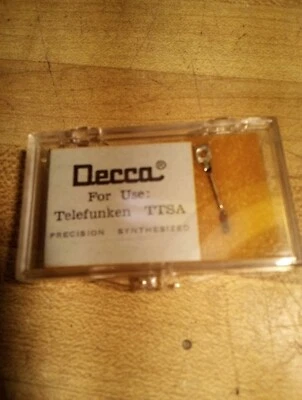 Decca®
For Use:
Telefunken TTSA
PRECISION SYNTHESIZED